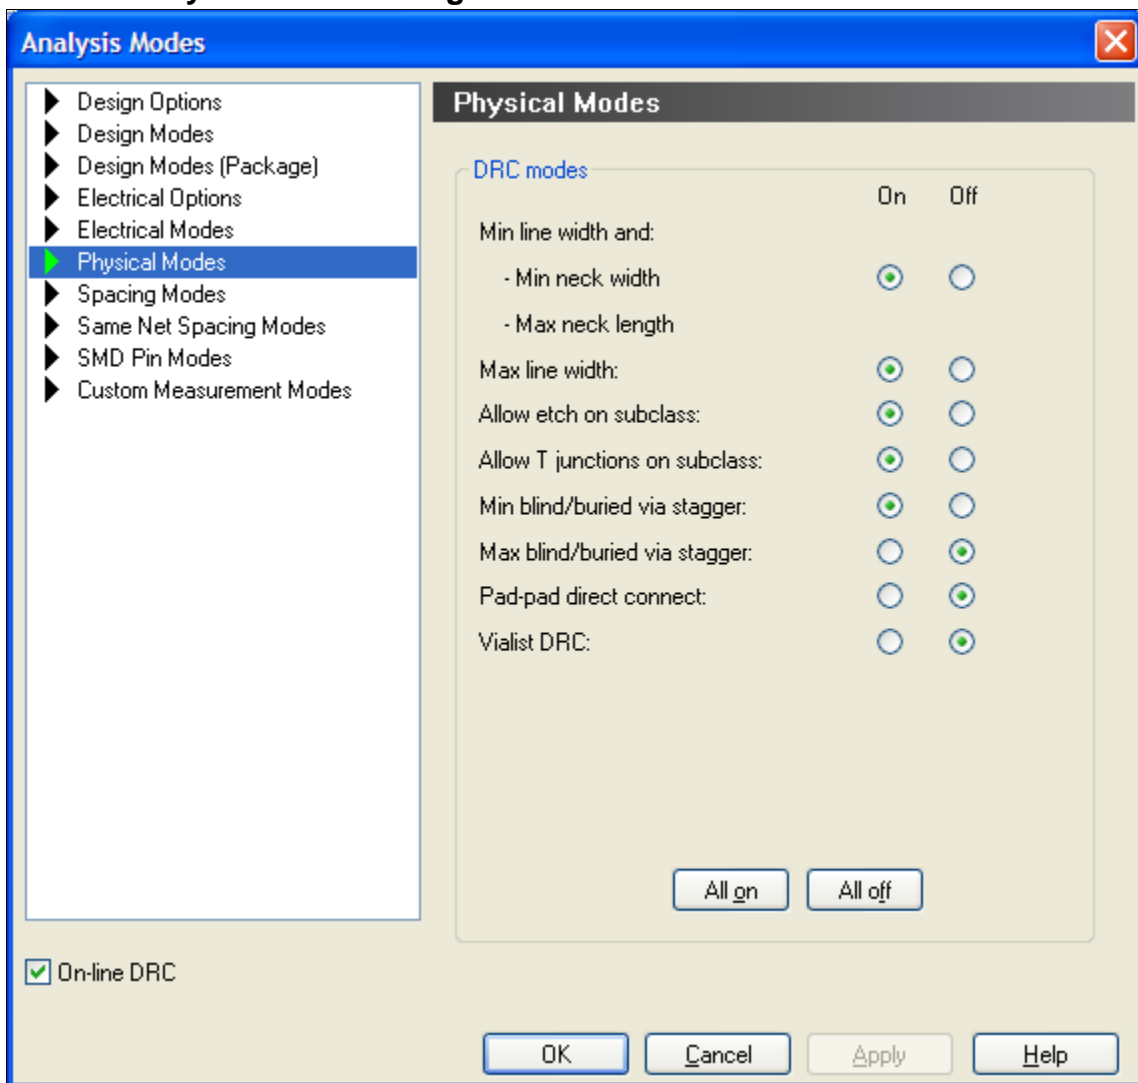 Analysis Modes
Design Options
Design Modes
Design Modes (Package)
Electrical Options
Electrical Modes
Physical Modes
Spacing Modes
Same Net Spacing Modes
SMD Pin Modes
Custom Measurement Modes
Physical Modes
DRC modes
On Off
Min line width and:
- Min neck width
- Max neck length
Max line width:
Allow etch on subclass:
Allow T junctions on subclass:
Min blind/buried via stagger:
Max blind/buried via stagger:
Pad-pad direct connect:
Vialist DRC:
All on All off
On-line DRC
OK Cancel Apply Help